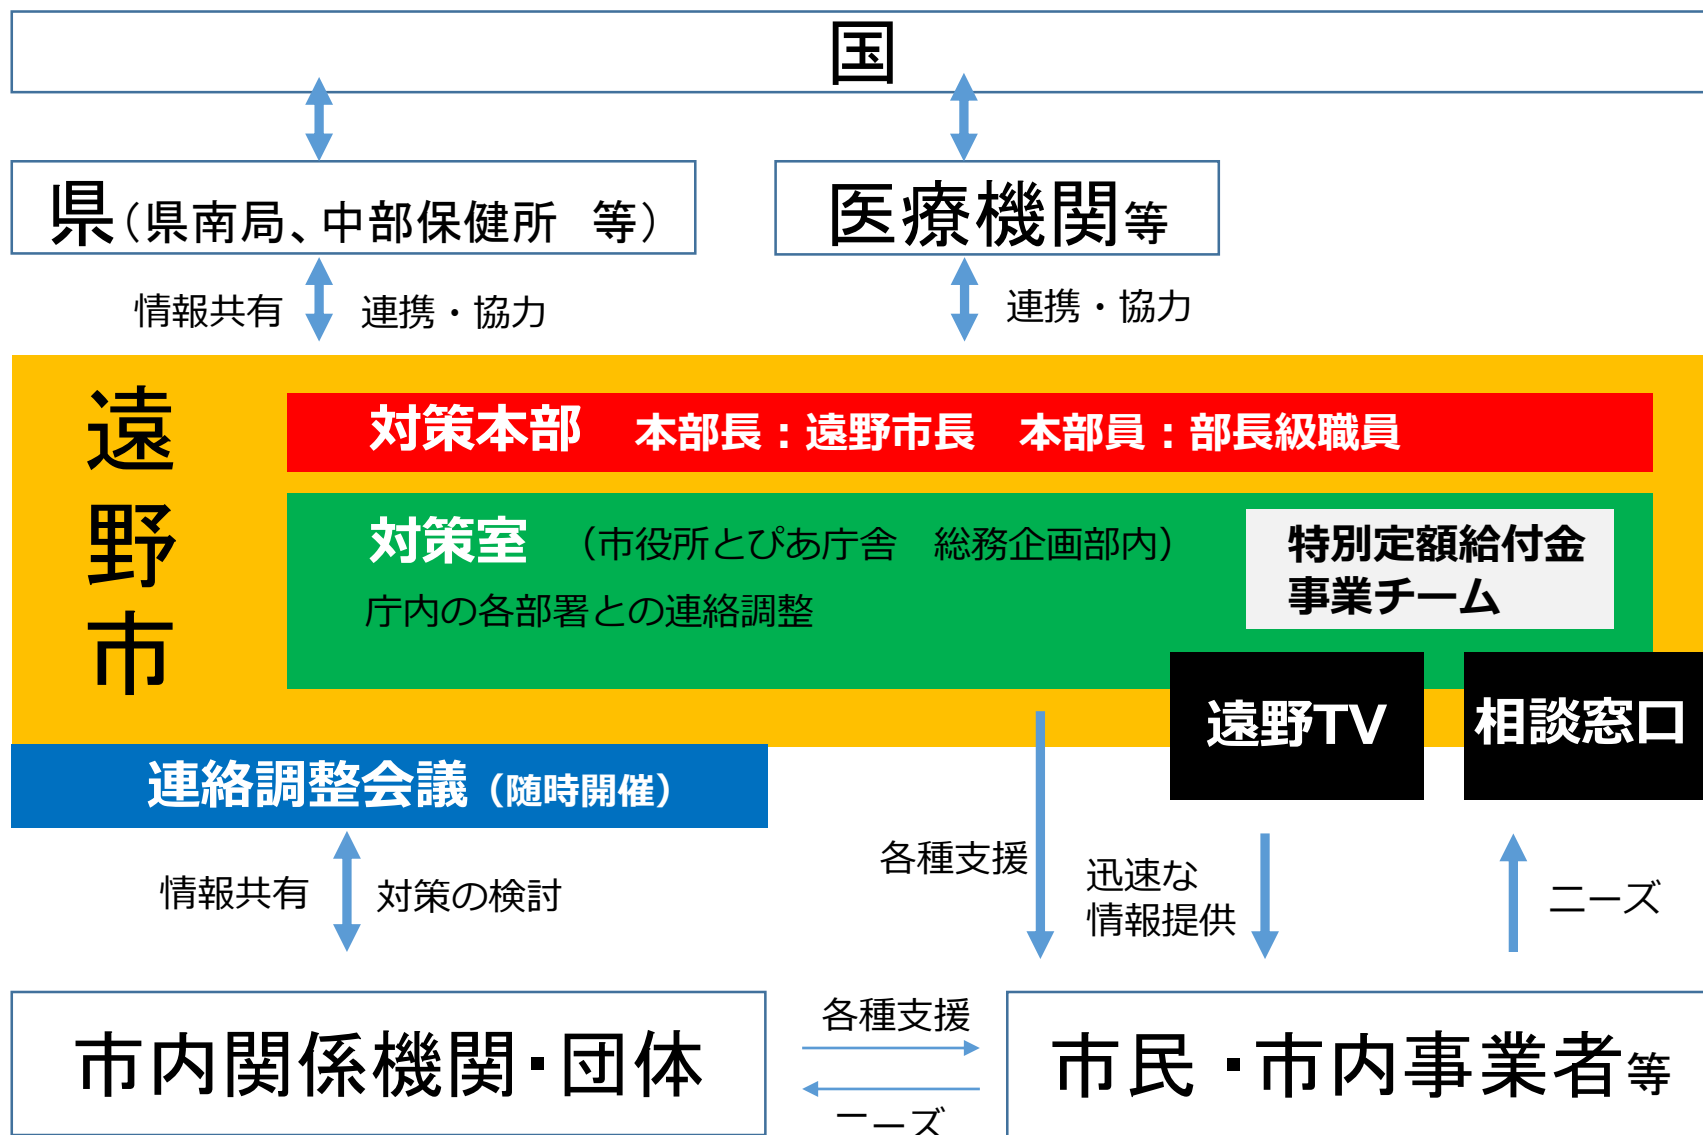 国
県（県南局、中部保健所　等）
医療機関等
情報共有
連携・協力
連携・協力
遠野市
対策本部　本部長：遠野市長　本部員：部長級職員
対策室　（市役所とぴあ庁舎　総務企画部内）
庁内の各部署との連絡調整
特別定額給付金
事業チーム
遠野TV
相談窓口
連絡調整会議（随時開催）
情報共有
対策の検討
各種支援
迅速な
情報提供
ニーズ
市内関係機関・団体
各種支援
ニーズ
市民・市内事業者等